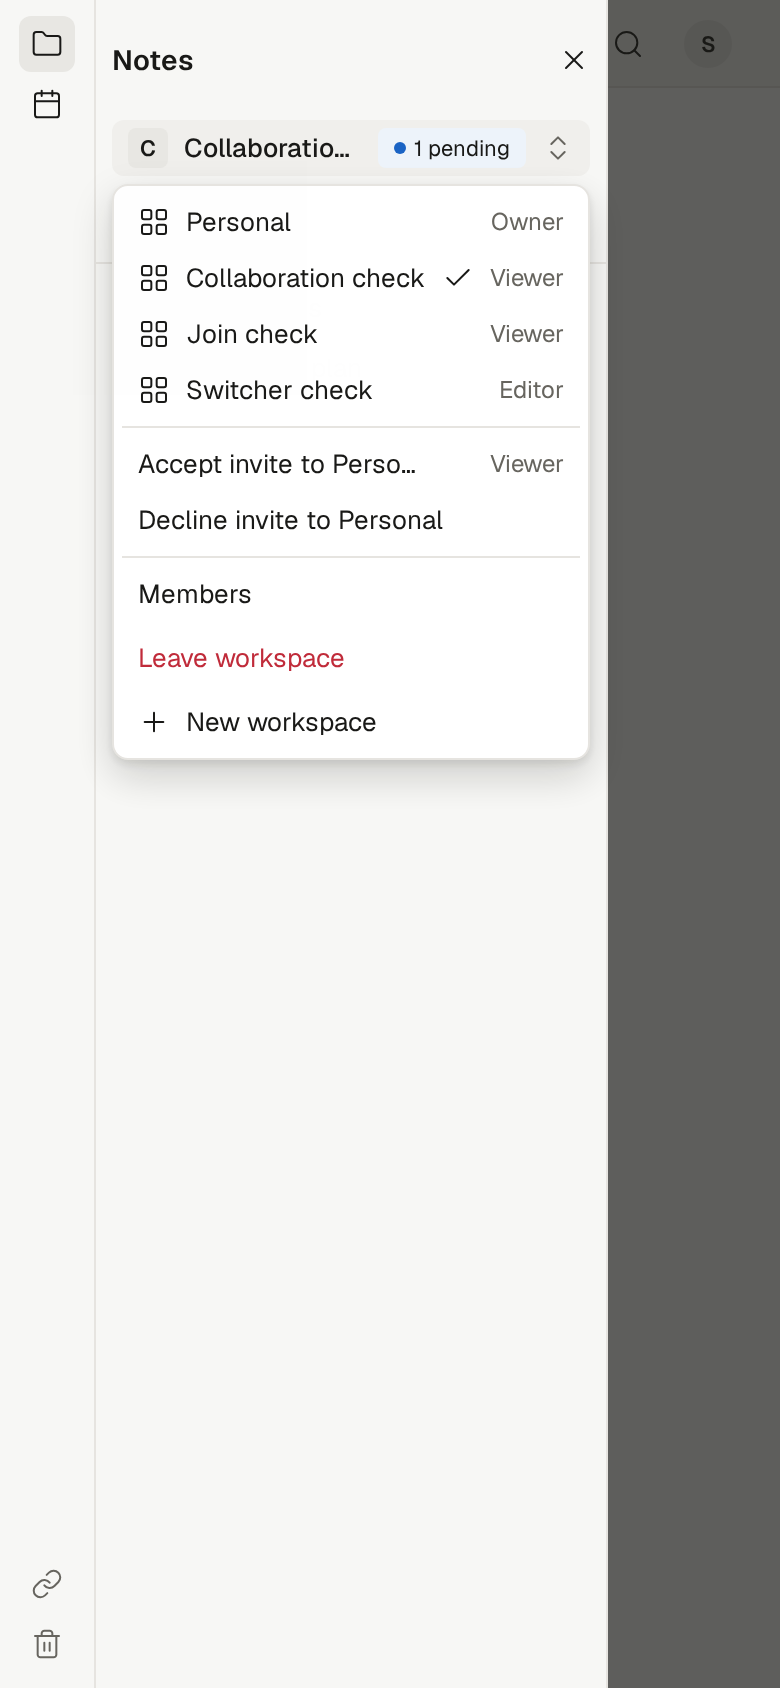 Notes
S
C Collaboratio... 1 pending
Personal Owner
Collaboration check Viewer
Join check Viewer
Switcher check Editor
Accept invite to Perso... Viewer
Decline invite to Personal
Members
Leave workspace
New workspace